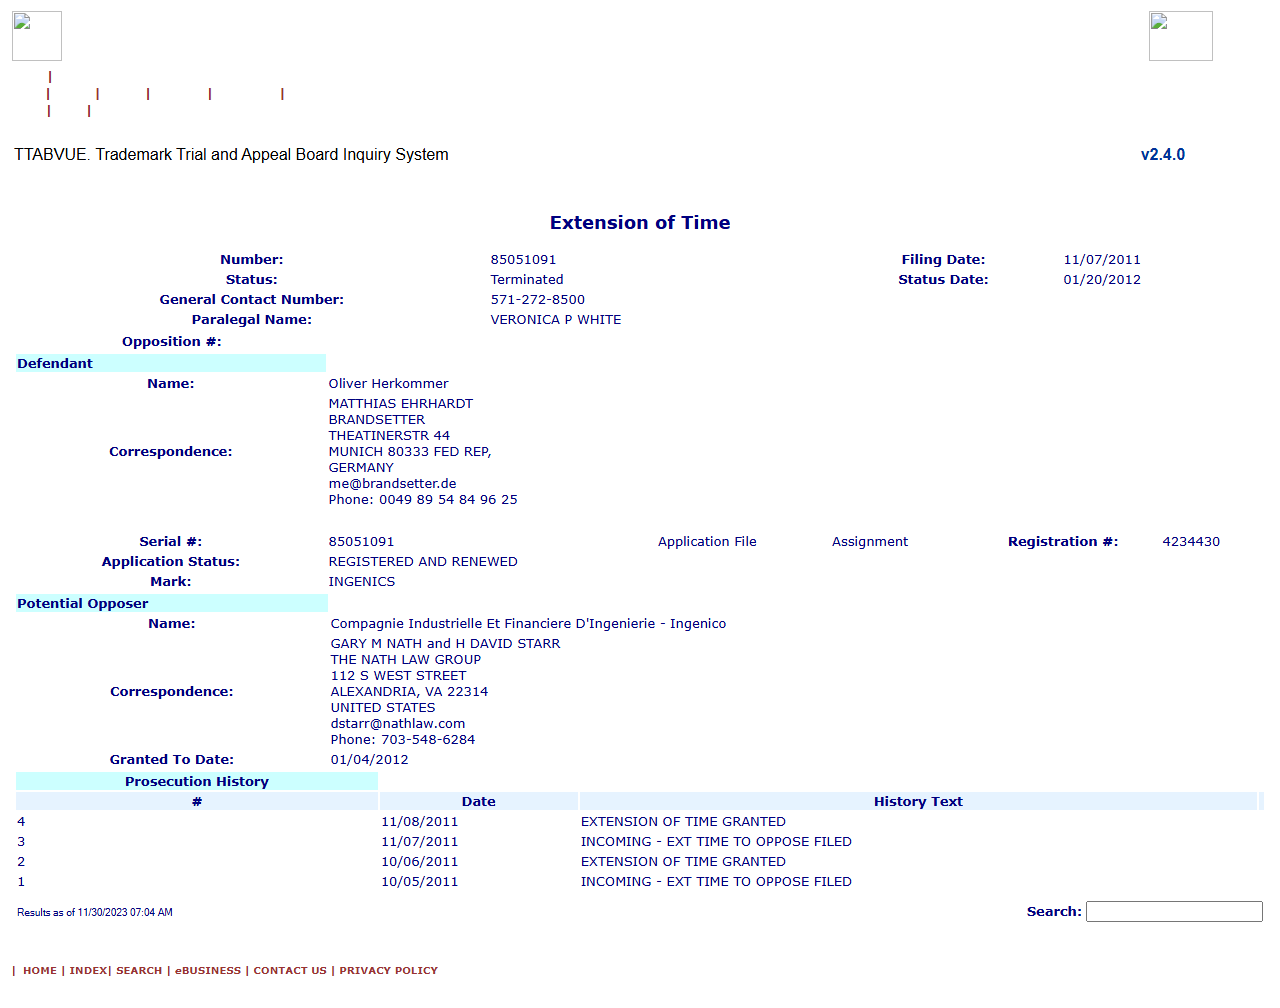 |
| | | | |
| |
TTABVUE. Trademark Trial and Appeal Board Inquiry System v2.4.0
Extension of Time
Number: 85051091 Filing Date: 11/07/2011
Status: Terminated Status Date: 01/20/2012
General Contact Number: 571-272-8500
Paralegal Name: VERONICA P WHITE
Opposition #:
Defendant
Name: Oliver Herkommer
Correspondence: MATTHIAS EHRHARDT
BRANDSETTER
THEATINERSTR 44
MUNICH 80333 FED REP,
GERMANY
me@brandsetter.de
Phone: 0049 89 54 84 96 25
Serial #: 85051091 Application File Assignment Registration #: 4234430
Application Status: REGISTERED AND RENEWED
Mark: INGENICS
Potential Opposer
Name: Compagnie Industrielle Et Financiere D'Ingenierie - Ingenico
Correspondence: GARY M NATH and H DAVID STARR
THE NATH LAW GROUP
112 S WEST STREET
ALEXANDRIA, VA 22314
UNITED STATES
dstarr@nathlaw.com
Phone: 703-548-6284
Granted To Date: 01/04/2012
Prosecution History
# Date History Text
4 11/08/2011 EXTENSION OF TIME GRANTED
3 11/07/2011 INCOMING - EXT TIME TO OPPOSE FILED
2 10/06/2011 EXTENSION OF TIME GRANTED
1 10/05/2011 INCOMING - EXT TIME TO OPPOSE FILED
Results as of 11/30/2023 07:04 AM Search:
| HOME | INDEX| SEARCH | eBUSINESS | CONTACT US | PRIVACY POLICY